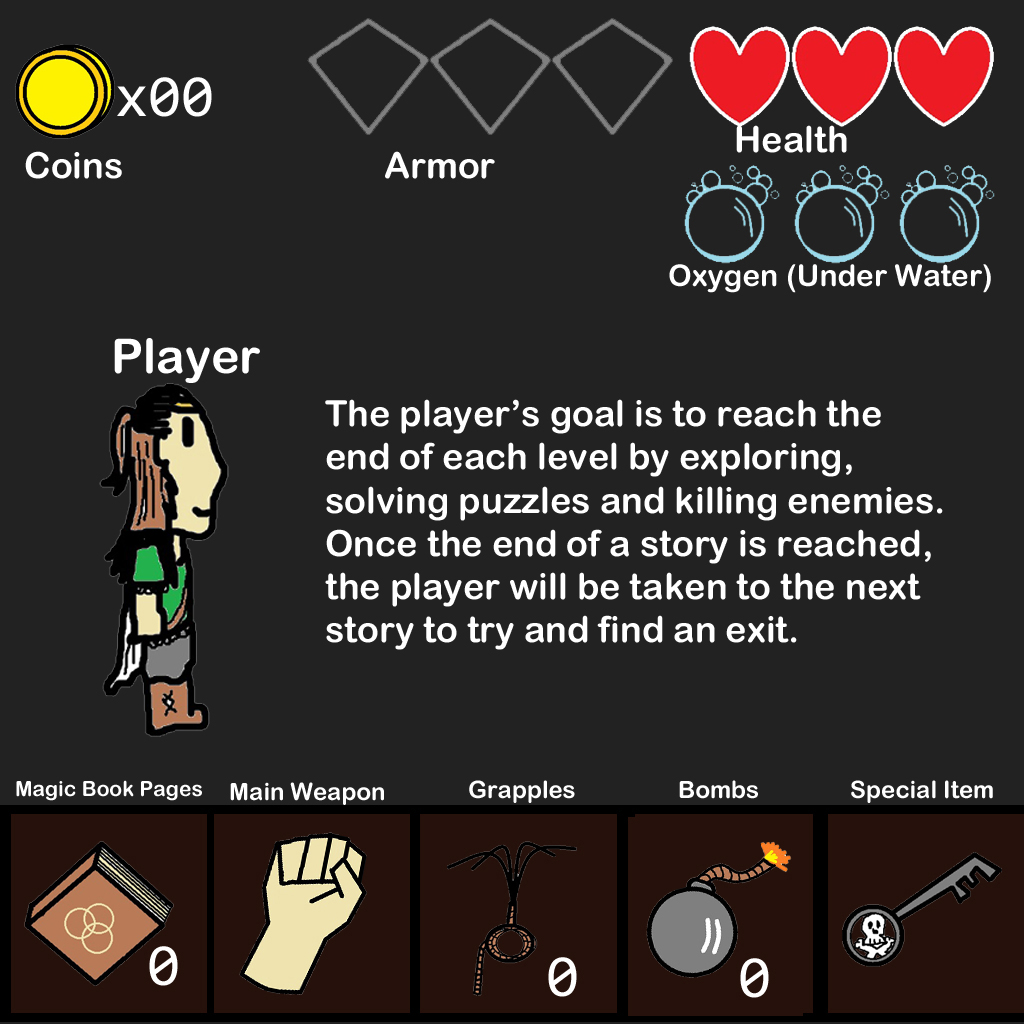 x00
Coins
Armor
Health
Oxygen (Under Water)
Player
The player's goal is to reach the
end of each level by exploring,
solving puzzles and killing enemies.
Once the end of a story is reached,
the player will be taken to the next
story to try and find an exit.
Magic Book Pages
Main Weapon
Grapples
Bombs
Special Item
0
0
0